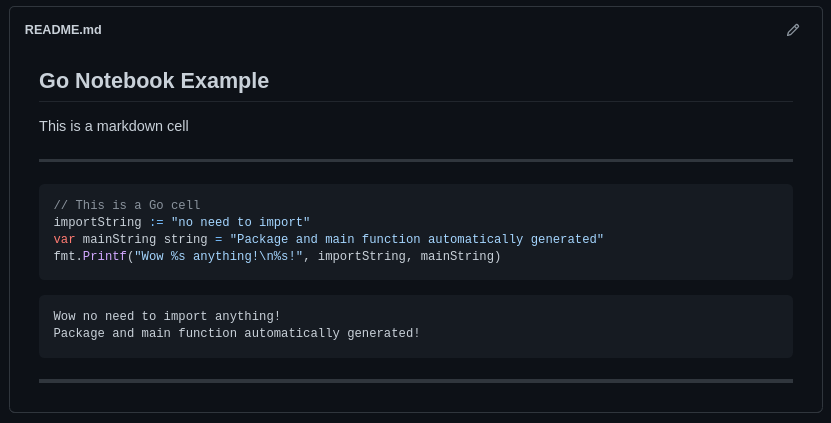 README.md
Go Notebook Example
This is a markdown cell
// This is a Go cell
importString := "no need to import"
var mainString string = "Package and main function automatically generated"
fmt.Printf("Wow %s anything!\n%s!", importString, mainString)
Wow no need to import anything!
Package and main function automatically generated!